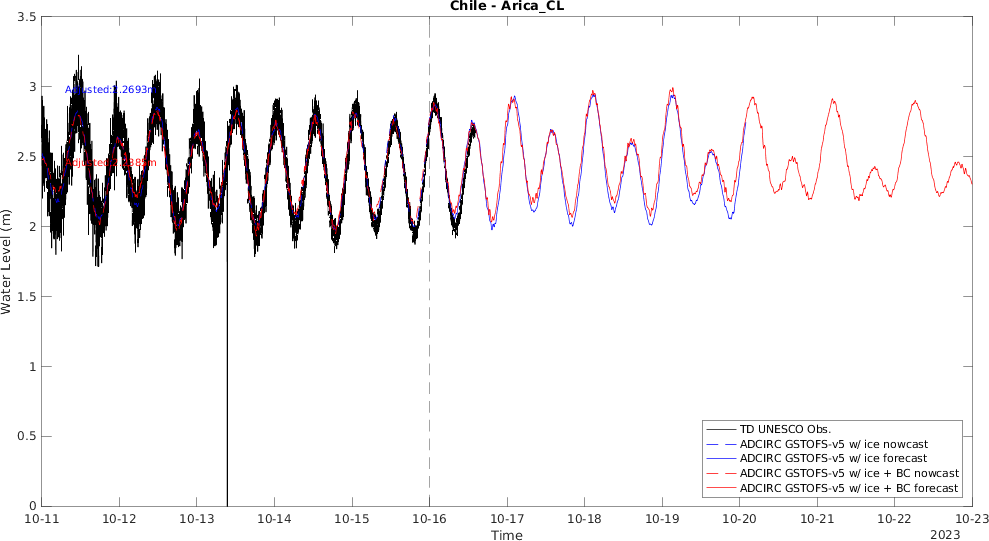 Chile - Arica_CL
Water Level (m)
3.5
3
2.5
2
1.5
1
0.5
0
Adjusted:2.2693m
TD UNESCO Obs.
ADCIRC GSTOFS-v5 w/ ice nowcast
ADCIRC GSTOFS-v5 w/ ice forecast
ADCIRC GSTOFS-v5 w/ ice + BC nowcast
ADCIRC GSTOFS-v5 w/ ice + BC forecast
10-11 10-12 10-13 10-14 10-15 10-16 10-17 10-18 10-19 10-20 10-21 10-22 10-23
Time
2023